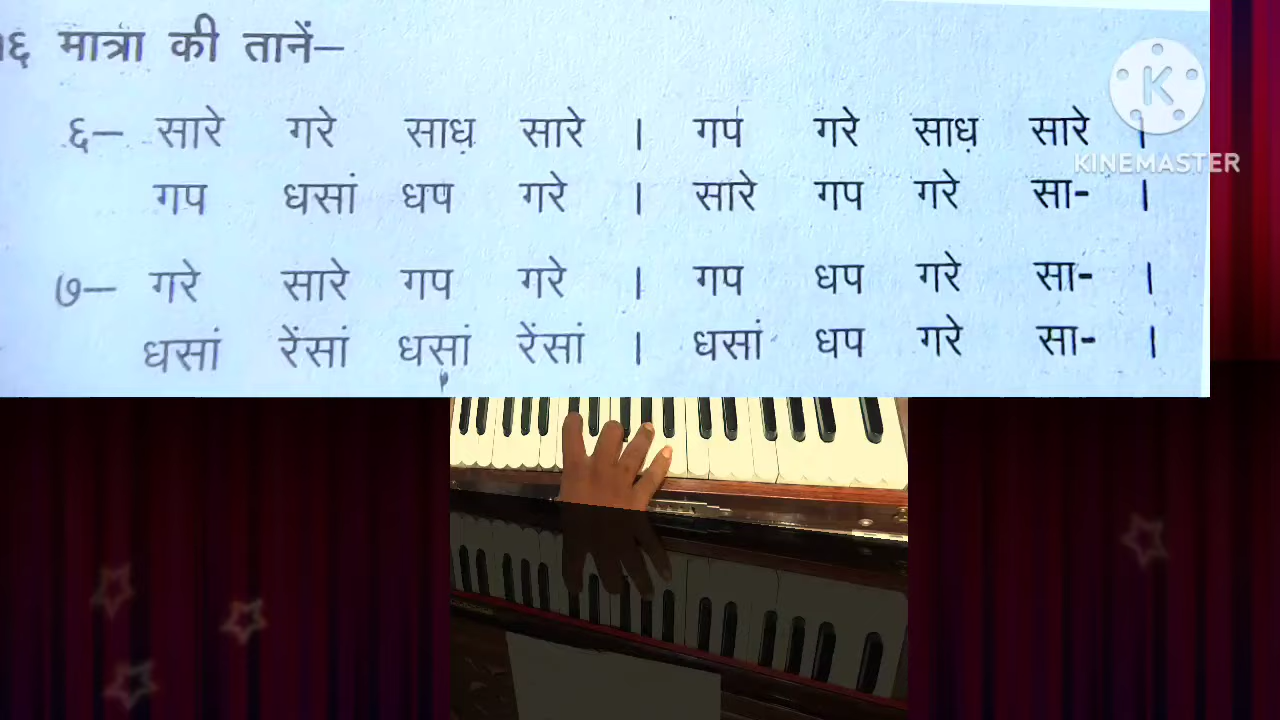 १६ मात्रा की तानें—
६— सारे गरे साध़ सारे । गप गरे साध़ सारे ।
गप धसां धप गरे । सारे गप गरे सा- ।
७— गरे सारे गप गरे । गप धप गरे सा- ।
धसां रेंसां धसां रेंसां । धसां धप गरे सा- ।
K
KINEMASTER